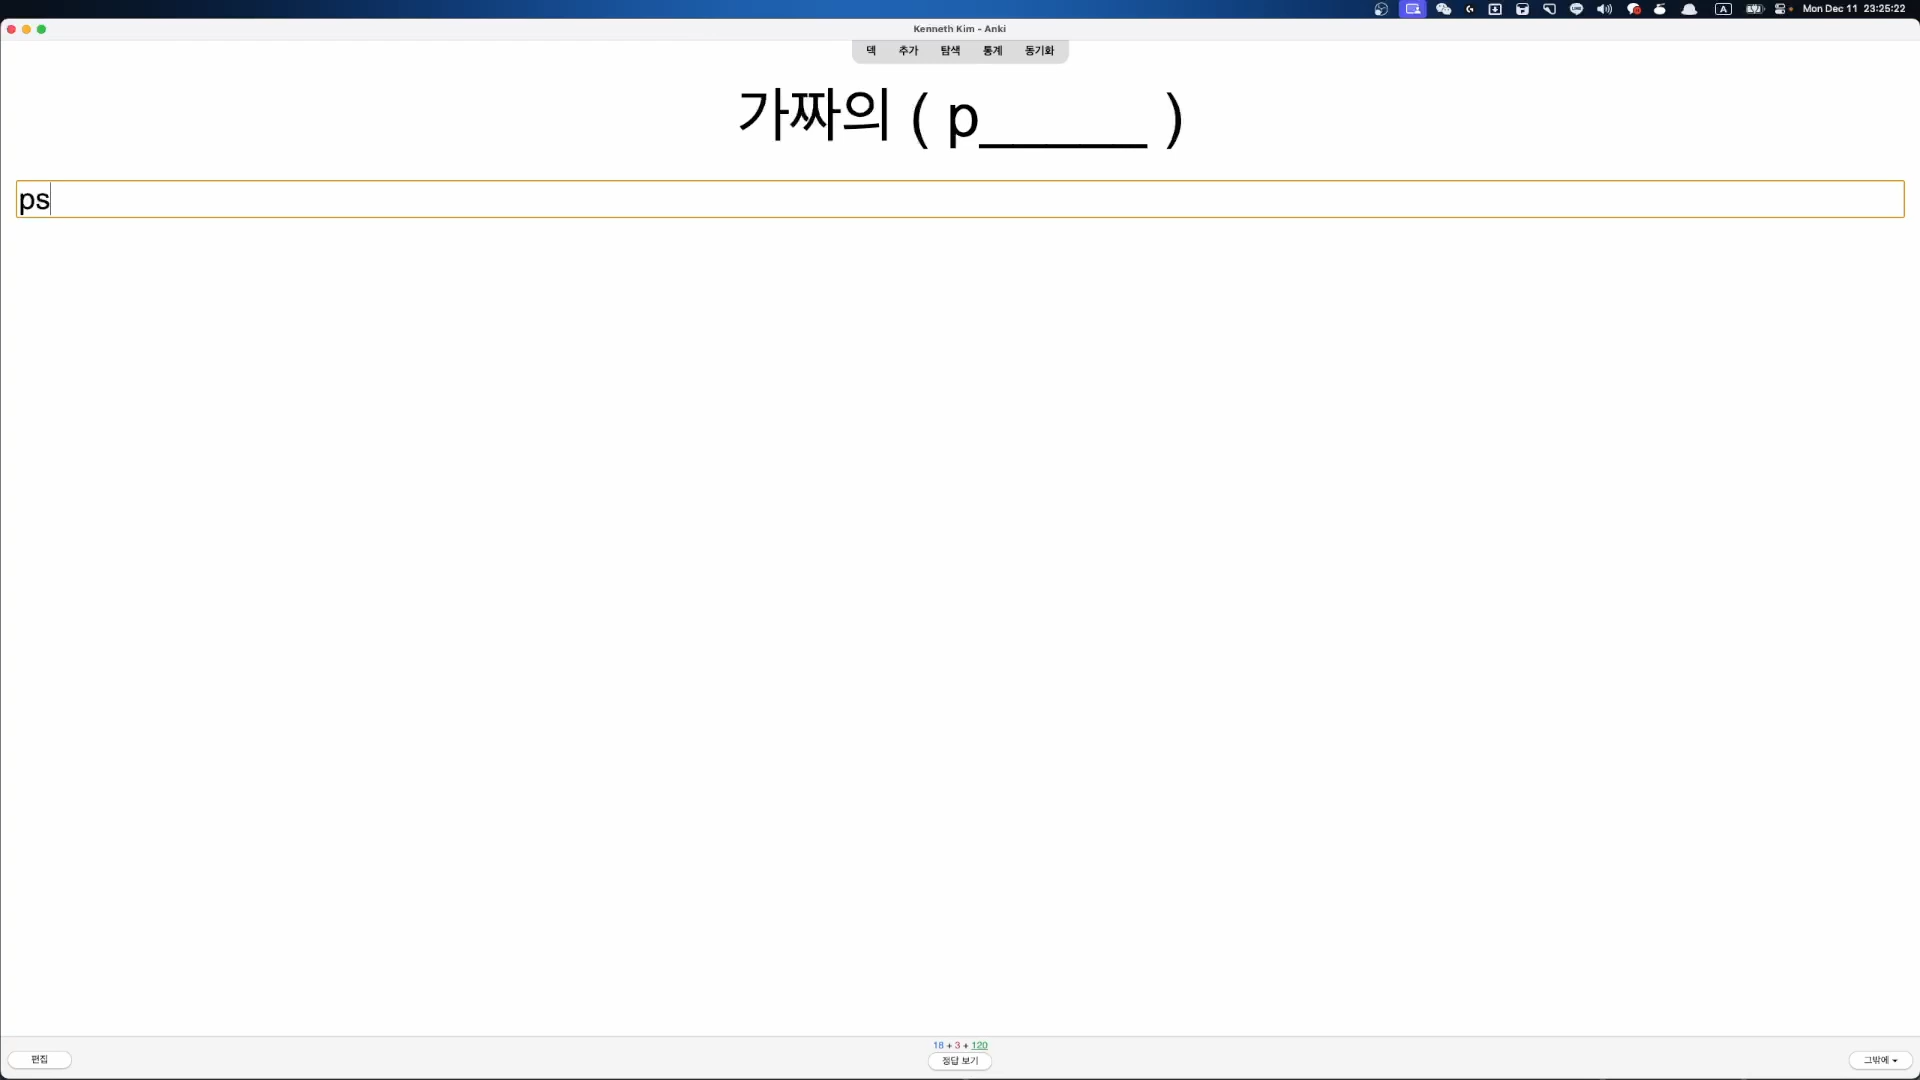 Mon Dec 11 23:25:22
Kenneth Kim - Anki
덱 추가 탐색 통계 동기화
가짜의 ( p______ )
ps
18 + 3 + 120
편집 정답 보기 그밖에